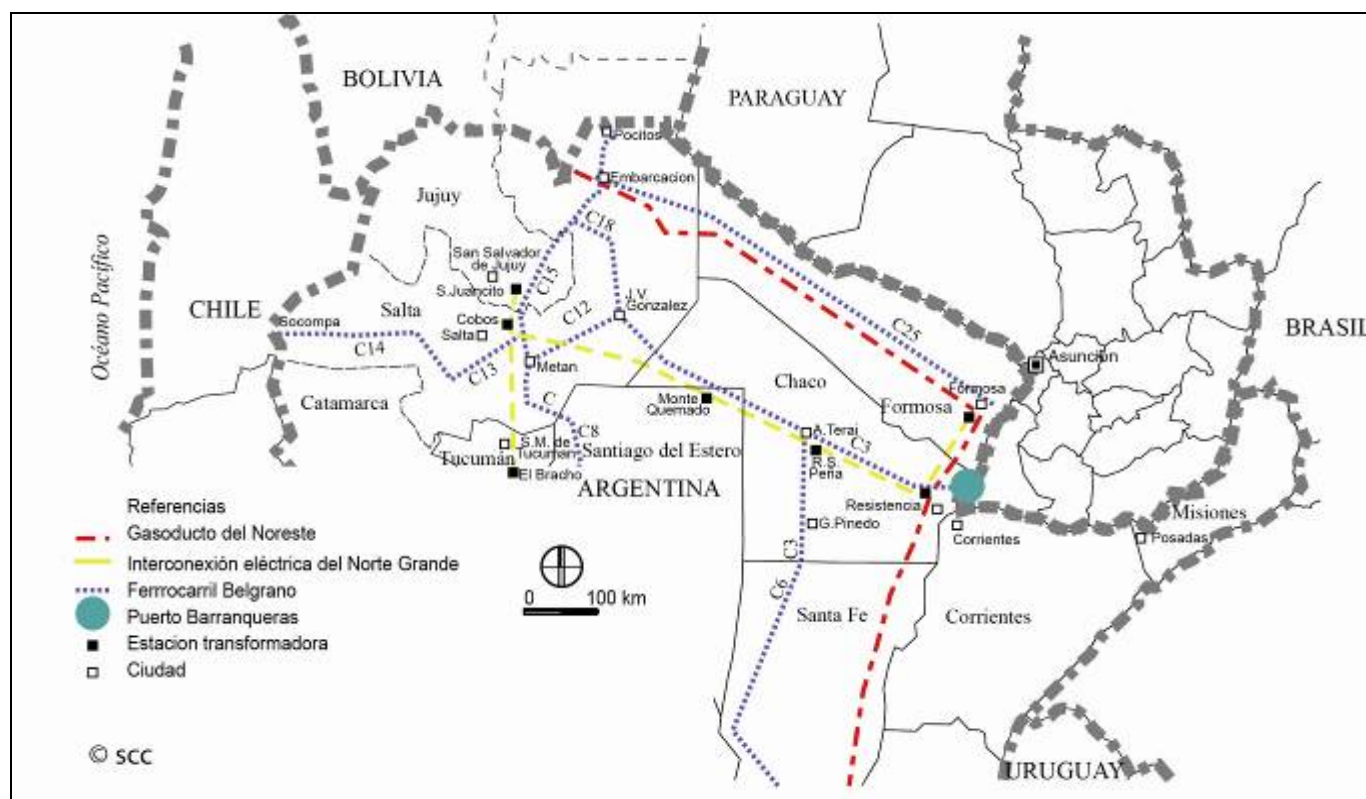 BOLIVIA
PARAGUAY
Pocitos
Embarcacion
Jujuy
C18
San Salvador
de Jujuy
S.Juancito
C15
Océano Pacífico
CHILE
Socompa
Salta
Cobos
Salta
C12
J.V.
Gonzalez
C25
BRASIL
Asunción
C14
C13
Metan
Catamarca
C
C8
Monte
Quemado
Chaco
Formosa
Formosa
A.Terai
C3
R.S.
Peña
Tucumán
S.M. de
Tucuman
El Bracho
Santiago del Estero
ARGENTINA
Resistencia
G.Pinedo
Corrientes
Misiones
Posadas
C3
C6
Santa Fe
Corrientes
URUGUAY
Referencias
Gasoducto del Noreste
Interconexión eléctrica del Norte Grande
Ferrrocarril Belgrano
Puerto Barranqueras
Estacion transformadora
Ciudad
0 100 km
© scc